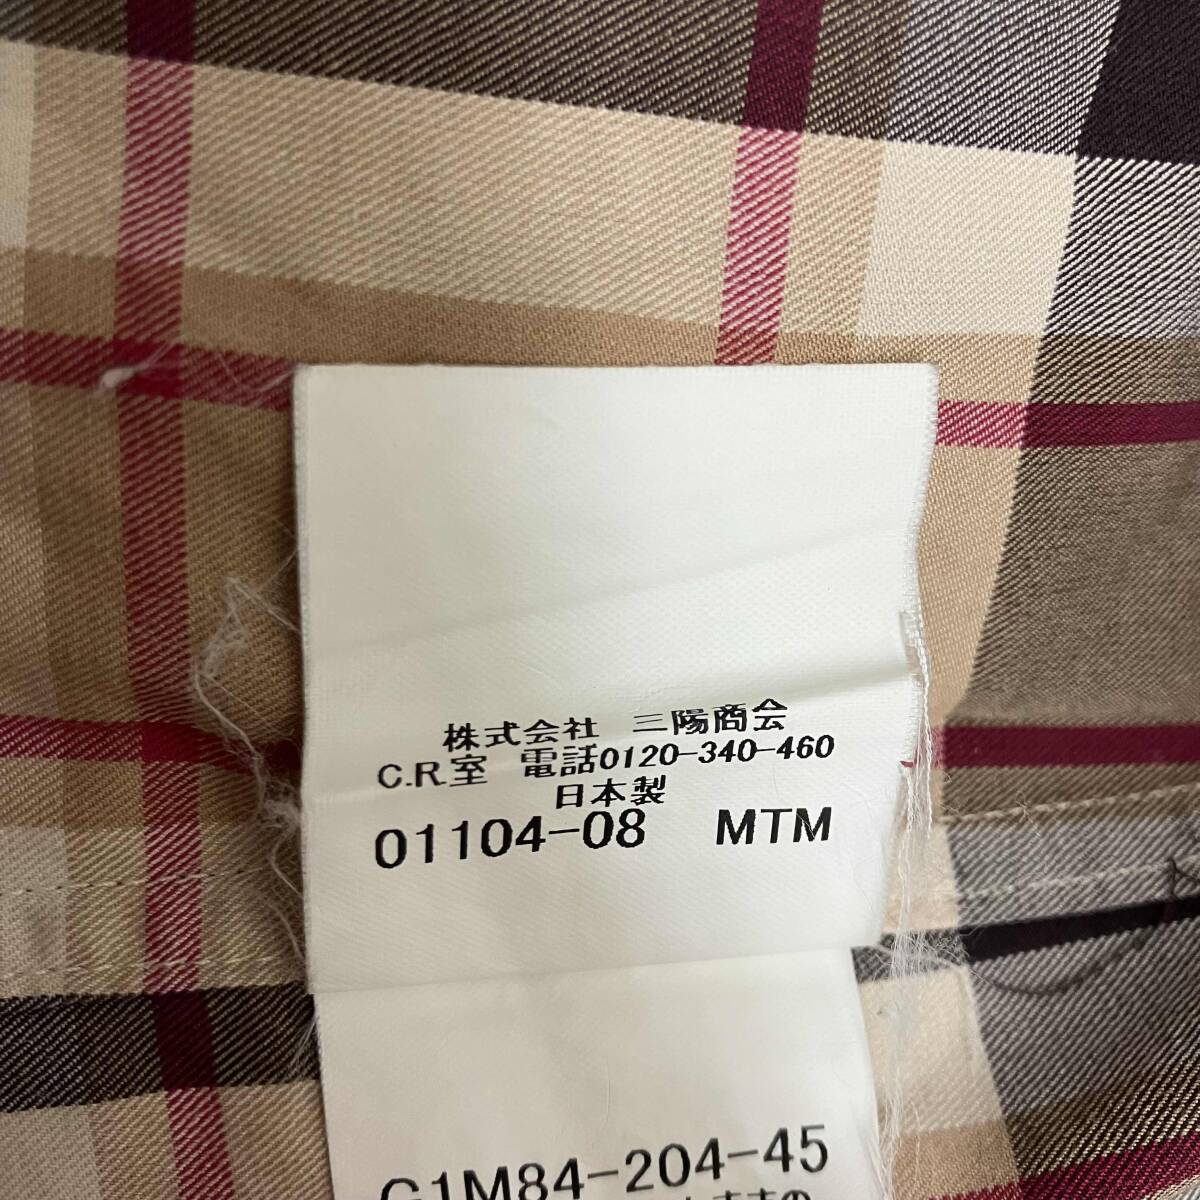 株式会社 三陽商会
C.R.室 電話0120-340-460
日本製
01104-08 MTM
G1M84-204-45